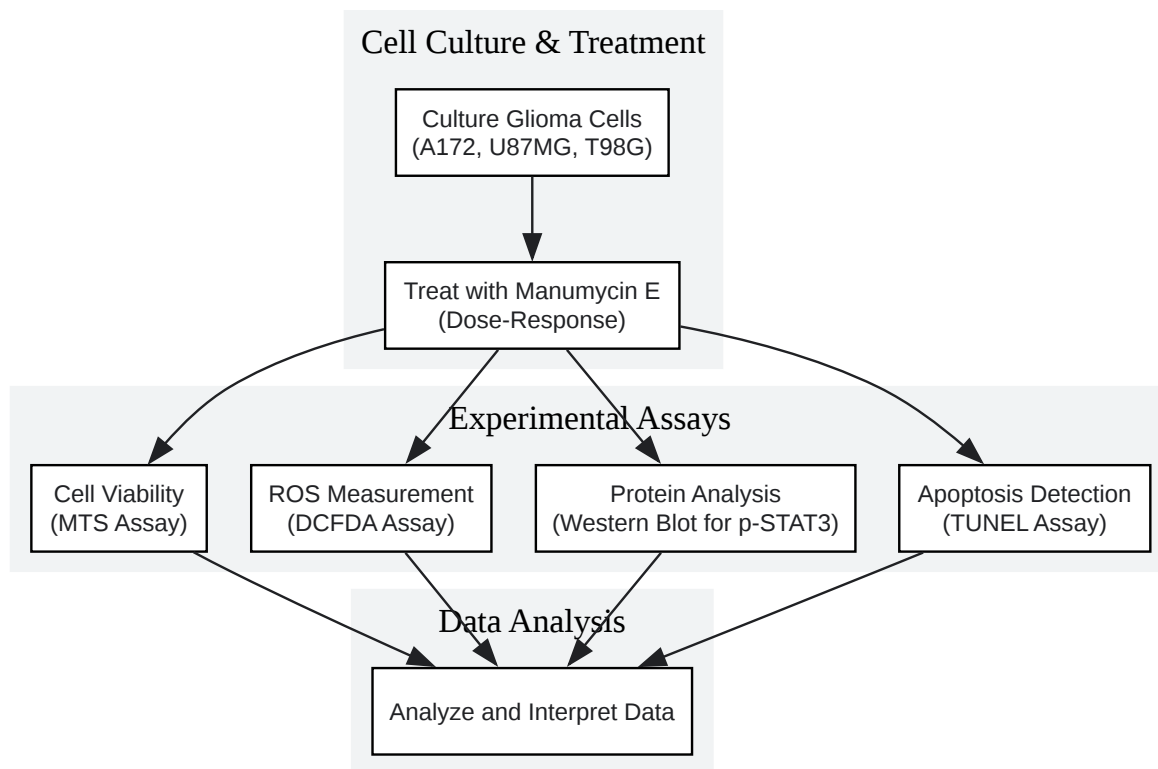 Cell Culture & Treatment
Culture Glioma Cells
(A172, U87MG, T98G)
Treat with Manumycin E
(Dose-Response)
Experimental Assays
Cell Viability
(MTS Assay)
ROS Measurement
(DCFDA Assay)
Protein Analysis
(Western Blot for p-STAT3)
Apoptosis Detection
(TUNEL Assay)
Data Analysis
Analyze and Interpret Data